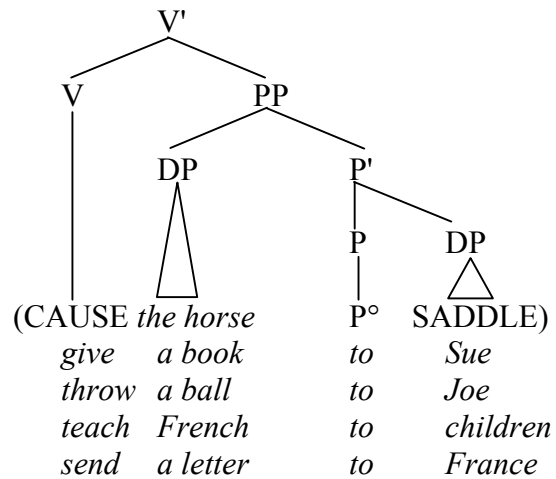 V'
V PP
DP P'
P DP
(CAUSE the horse P° SADDLE)
give a book to Sue
throw a ball to Joe
teach French to children
send a letter to France